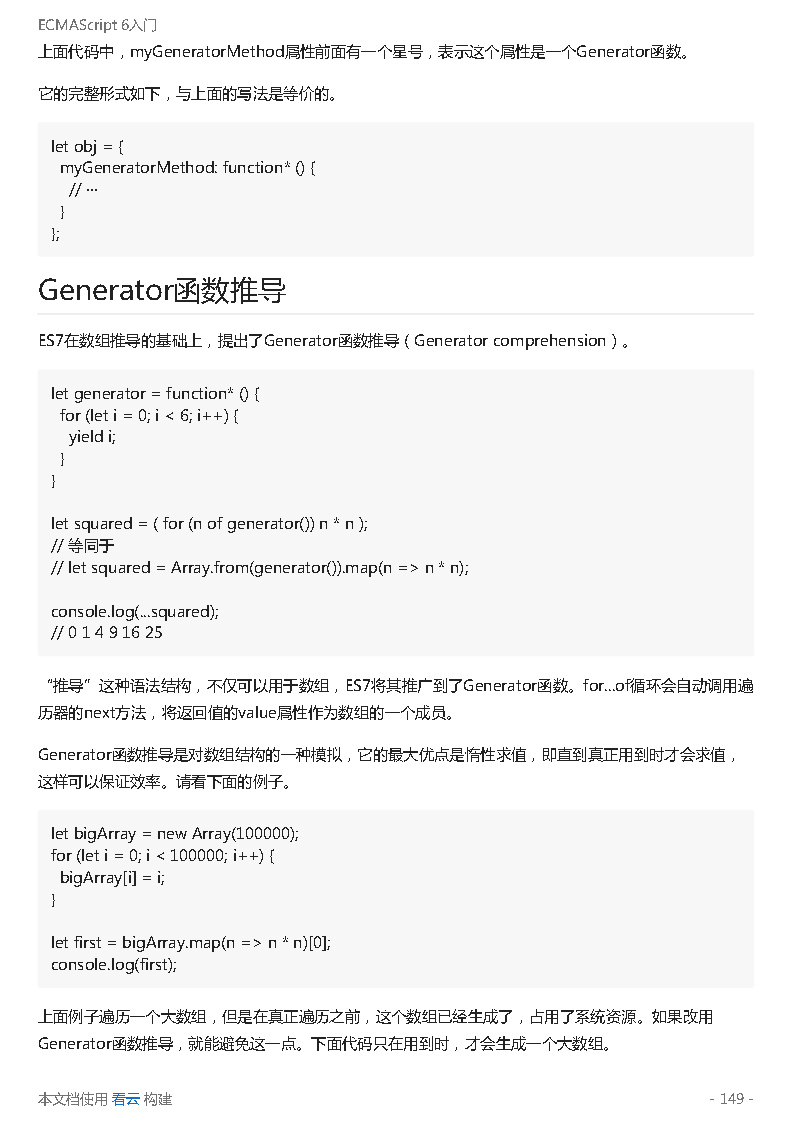 ECMAScript 6入门
上面代码中，myGeneratorMethod属性前面有一个星号，表示这个属性是一个Generator函数。
它的完整形式如下，与上面的写法是等价的。
let obj = {
  myGeneratorMethod: function* () {
    // ···
  }
};
Generator函数推导
ES7在数组推导的基础上，提出了Generator函数推导（Generator comprehension）。
let generator = function* () {
  for (let i = 0; i < 6; i++) {
    yield i;
  }
}
let squared = ( for (n of generator()) n * n );
// 等同于
// let squared = Array.from(generator()).map(n => n * n);
console.log(...squared);
// 0 1 4 9 16 25
“推导”这种语法结构，不仅可以用于数组，ES7将其推广到了Generator函数。for...of循环会自动调用遍
历器的next方法，将返回值的value属性作为数组的一个成员。
Generator函数推导是对数组结构的一种模拟，它的最大优点是惰性求值，即直到真正用到时才会求值，
这样可以保证效率。请看下面的例子。
let bigArray = new Array(100000);
for (let i = 0; i < 100000; i++) {
  bigArray[i] = i;
}
let first = bigArray.map(n => n * n)[0];
console.log(first);
上面例子遍历一个大数组，但是在真正遍历之前，这个数组已经生成了，占用了系统资源。如果改用
Generator函数推导，就能避免这一点。下面代码只在用到时，才会生成一个大数组。
本文档使用 看云 构建 - 149 -